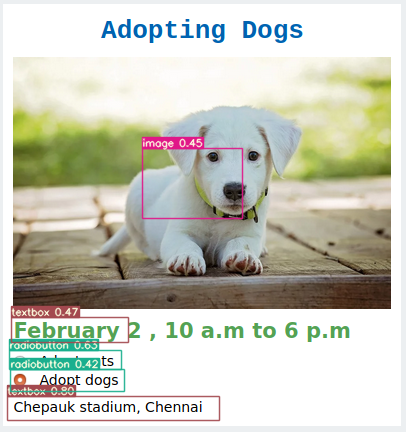 Adopting Dogs
image 0.45
textbox 0.47
February 2 , 10 a.m to 6 p.m
radiobutton 0.63
radiobutton 0.42
Adopt dogs
textbox 0.80
Chepauk stadium, Chennai